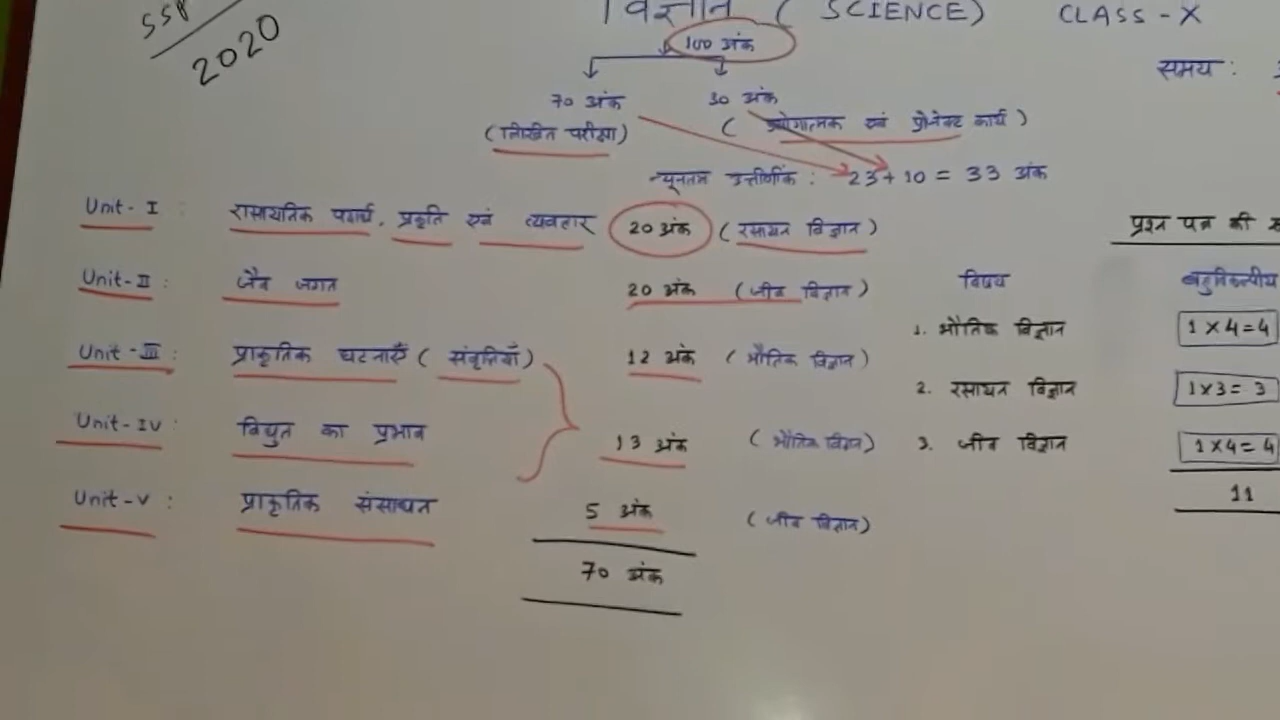 SSP
2020
विज्ञान ( SCIENCE) CLASS - X
100 अंक
समय :
70 अंक 30 अंक
(लिखित परीक्षा) ( प्रयोगात्मक एवं प्रोजेक्ट कार्य )
न्यूनतम उत्तीर्णांक : 23+10 = 33 अंक
Unit - I : रासायनिक पदार्थ, प्रकृति एवं व्यवहार 20 अंक ( रसायन विज्ञान )
Unit-II : जैव जगत 20 अंक (जीव विज्ञान )
Unit-III : प्राकृतिक घटनाएँ ( संवृतियाँ ) 12 अंक ( भौतिक विज्ञान )
Unit-IV : विद्युत का प्रभाव 13 अंक ( भौतिक विज्ञान)
Unit-V : प्राकृतिक संसाधन 5 अंक ( जीव विज्ञान )
70 अंक
प्रश्न पत्र की
विषय बहुविकल्पीय
1. भौतिक विज्ञान 1×4=4
2. रसायन विज्ञान 1×3= 3
3. जीव विज्ञान 1×4=4
11